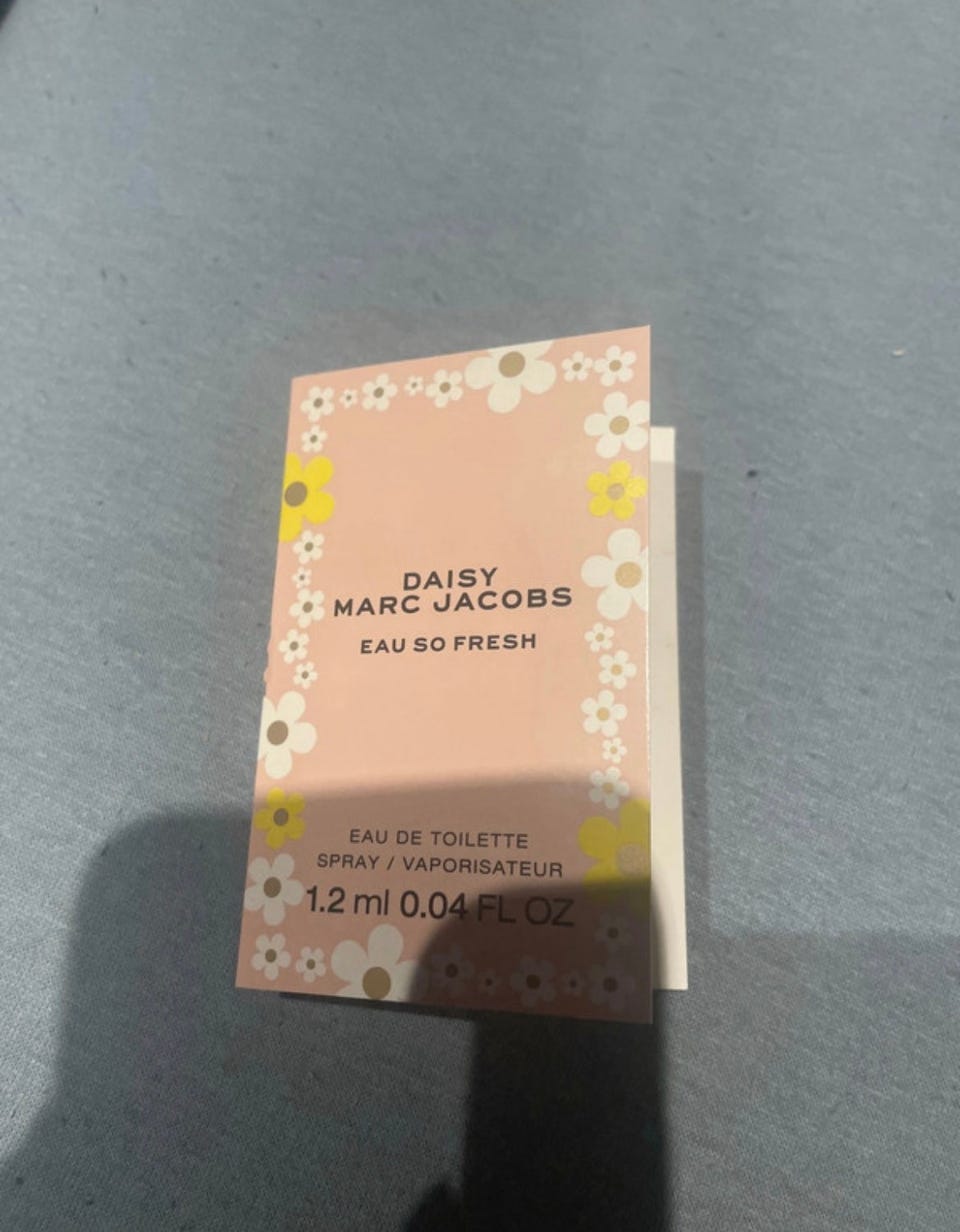 DAISY
MARC JACOBS
EAU SO FRESH
EAU DE TOILETTE
SPRAY / VAPORISATEUR
1.2 ml 0.04 FL OZ